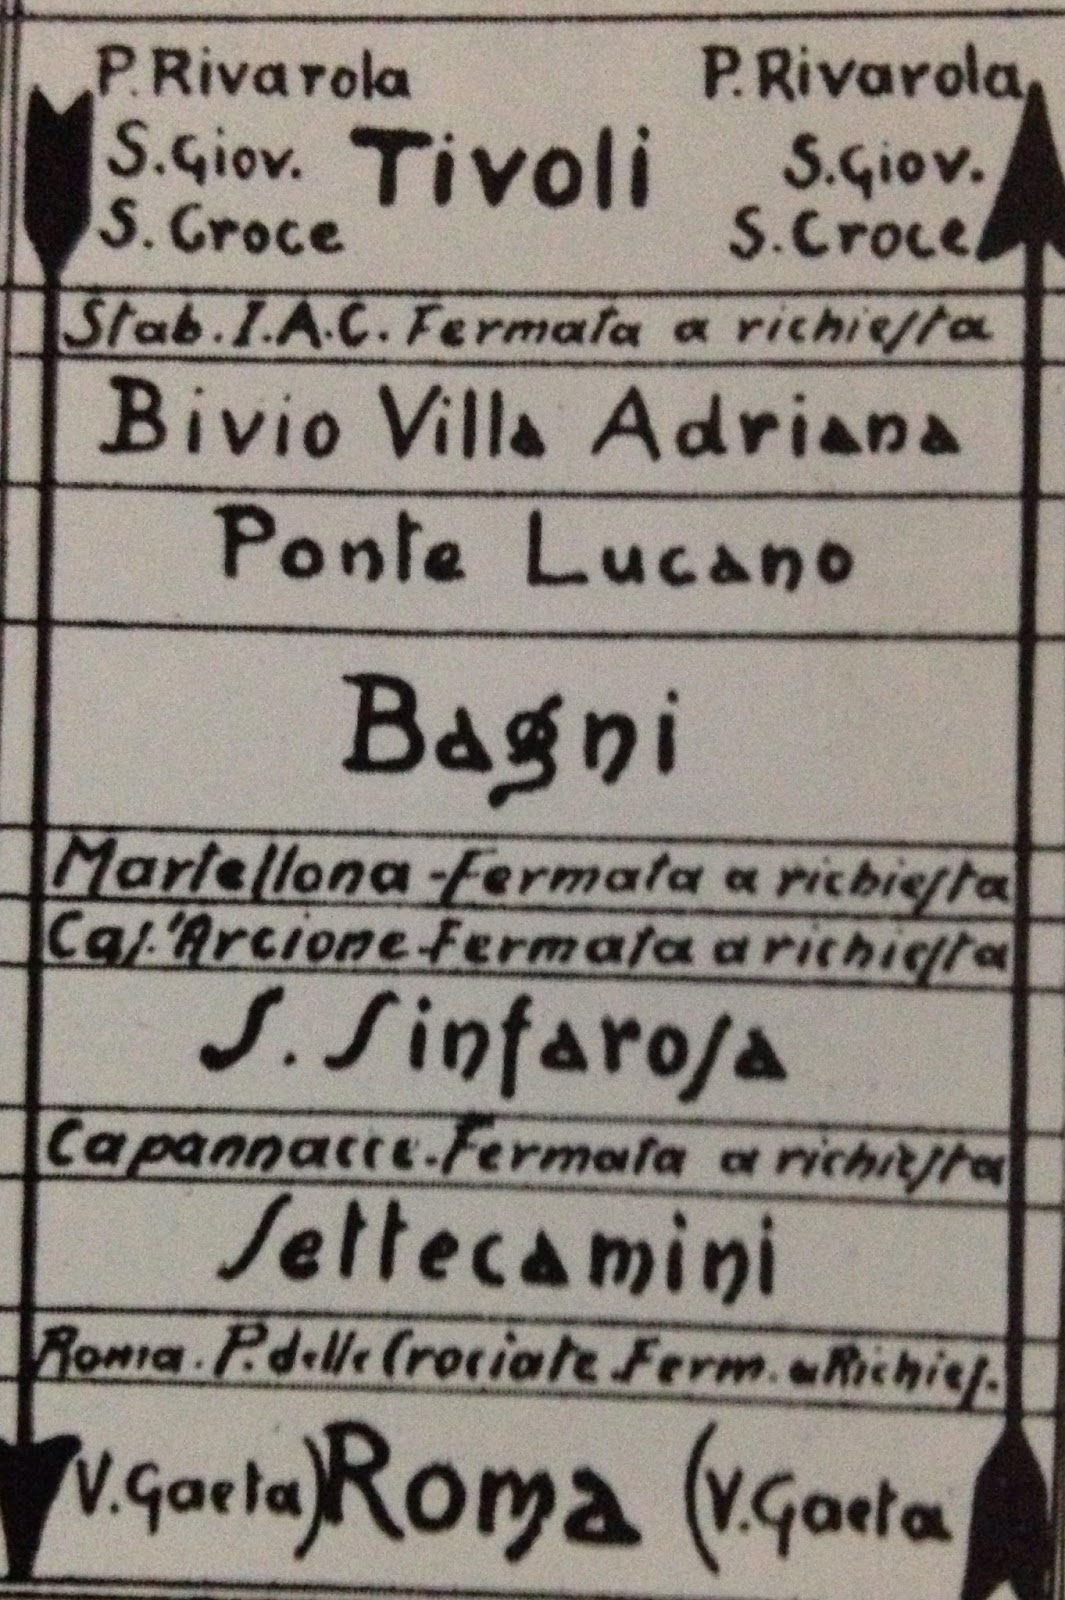 P. Rivarola P. Rivarola
S. Giov. Tivoli S. Giov.
S. Croce S. Croce
Stab. I.A.C. Fermata a richiesta
Bivio Villa Adriana
Ponte Lucano
Bagni
Martellona - Fermata a richiesta
Cas. 'Arcione - Fermata a richiesta
S. Sinfarosa
Capannacce - Fermata a richiesta
Settecamini
Roma. P. delle Crociate Ferm. a Richies.
V. Gaeta) Roma (V. Gaeta